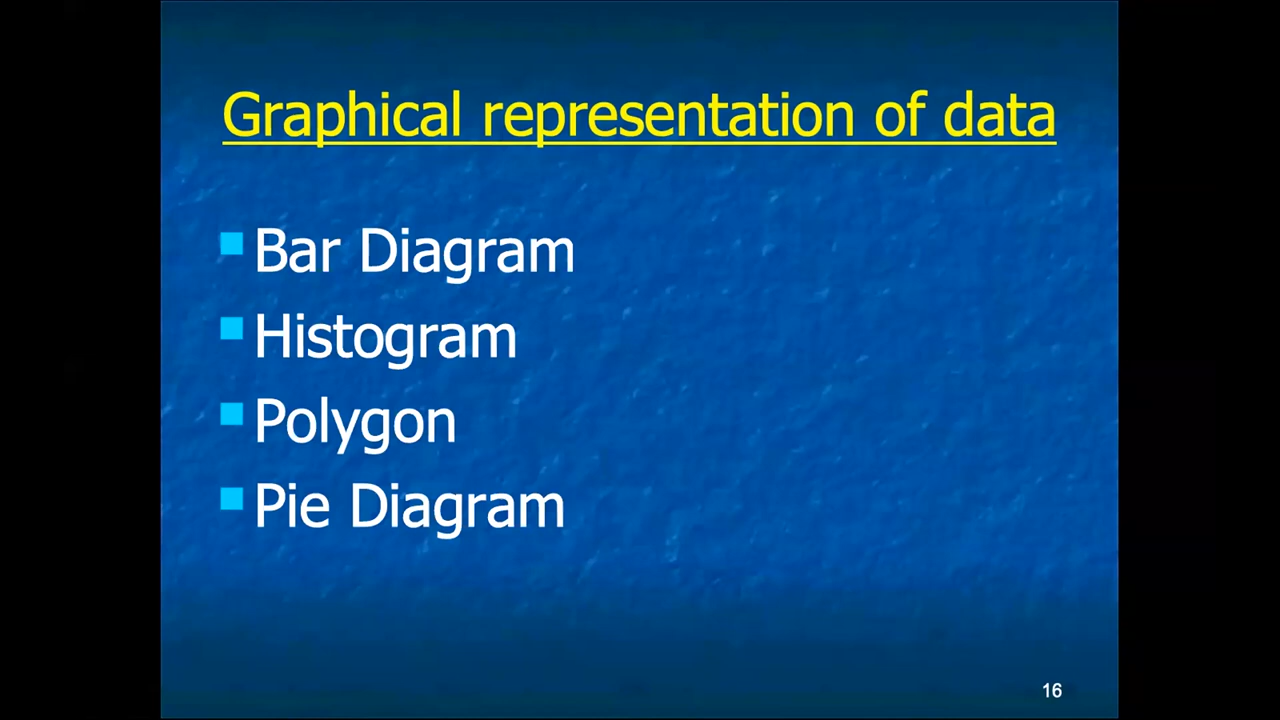 Graphical representation of data
Bar Diagram
Histogram
Polygon
Pie Diagram
16